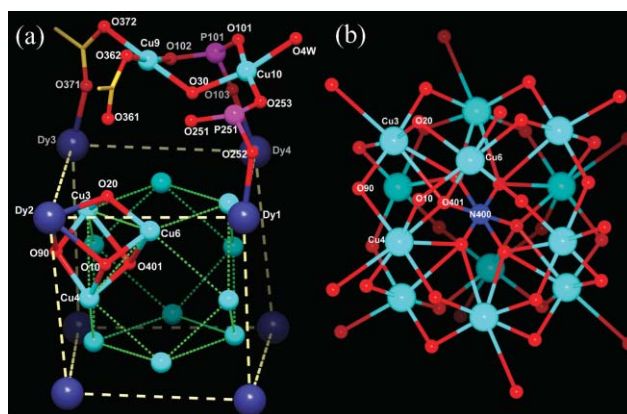 (a)
O372
Cu9
O102
P101
O101
O4W
O362
O30
Cu10
O371
O103
O253
O361
O251
P251
O252
Dy3
Dy4
O20
Cu3
Dy2
Dy1
Cu6
O90
O10
O401
Cu4
(b)
Cu3
O20
Cu6
O90
O10
O401
N400
Cu4